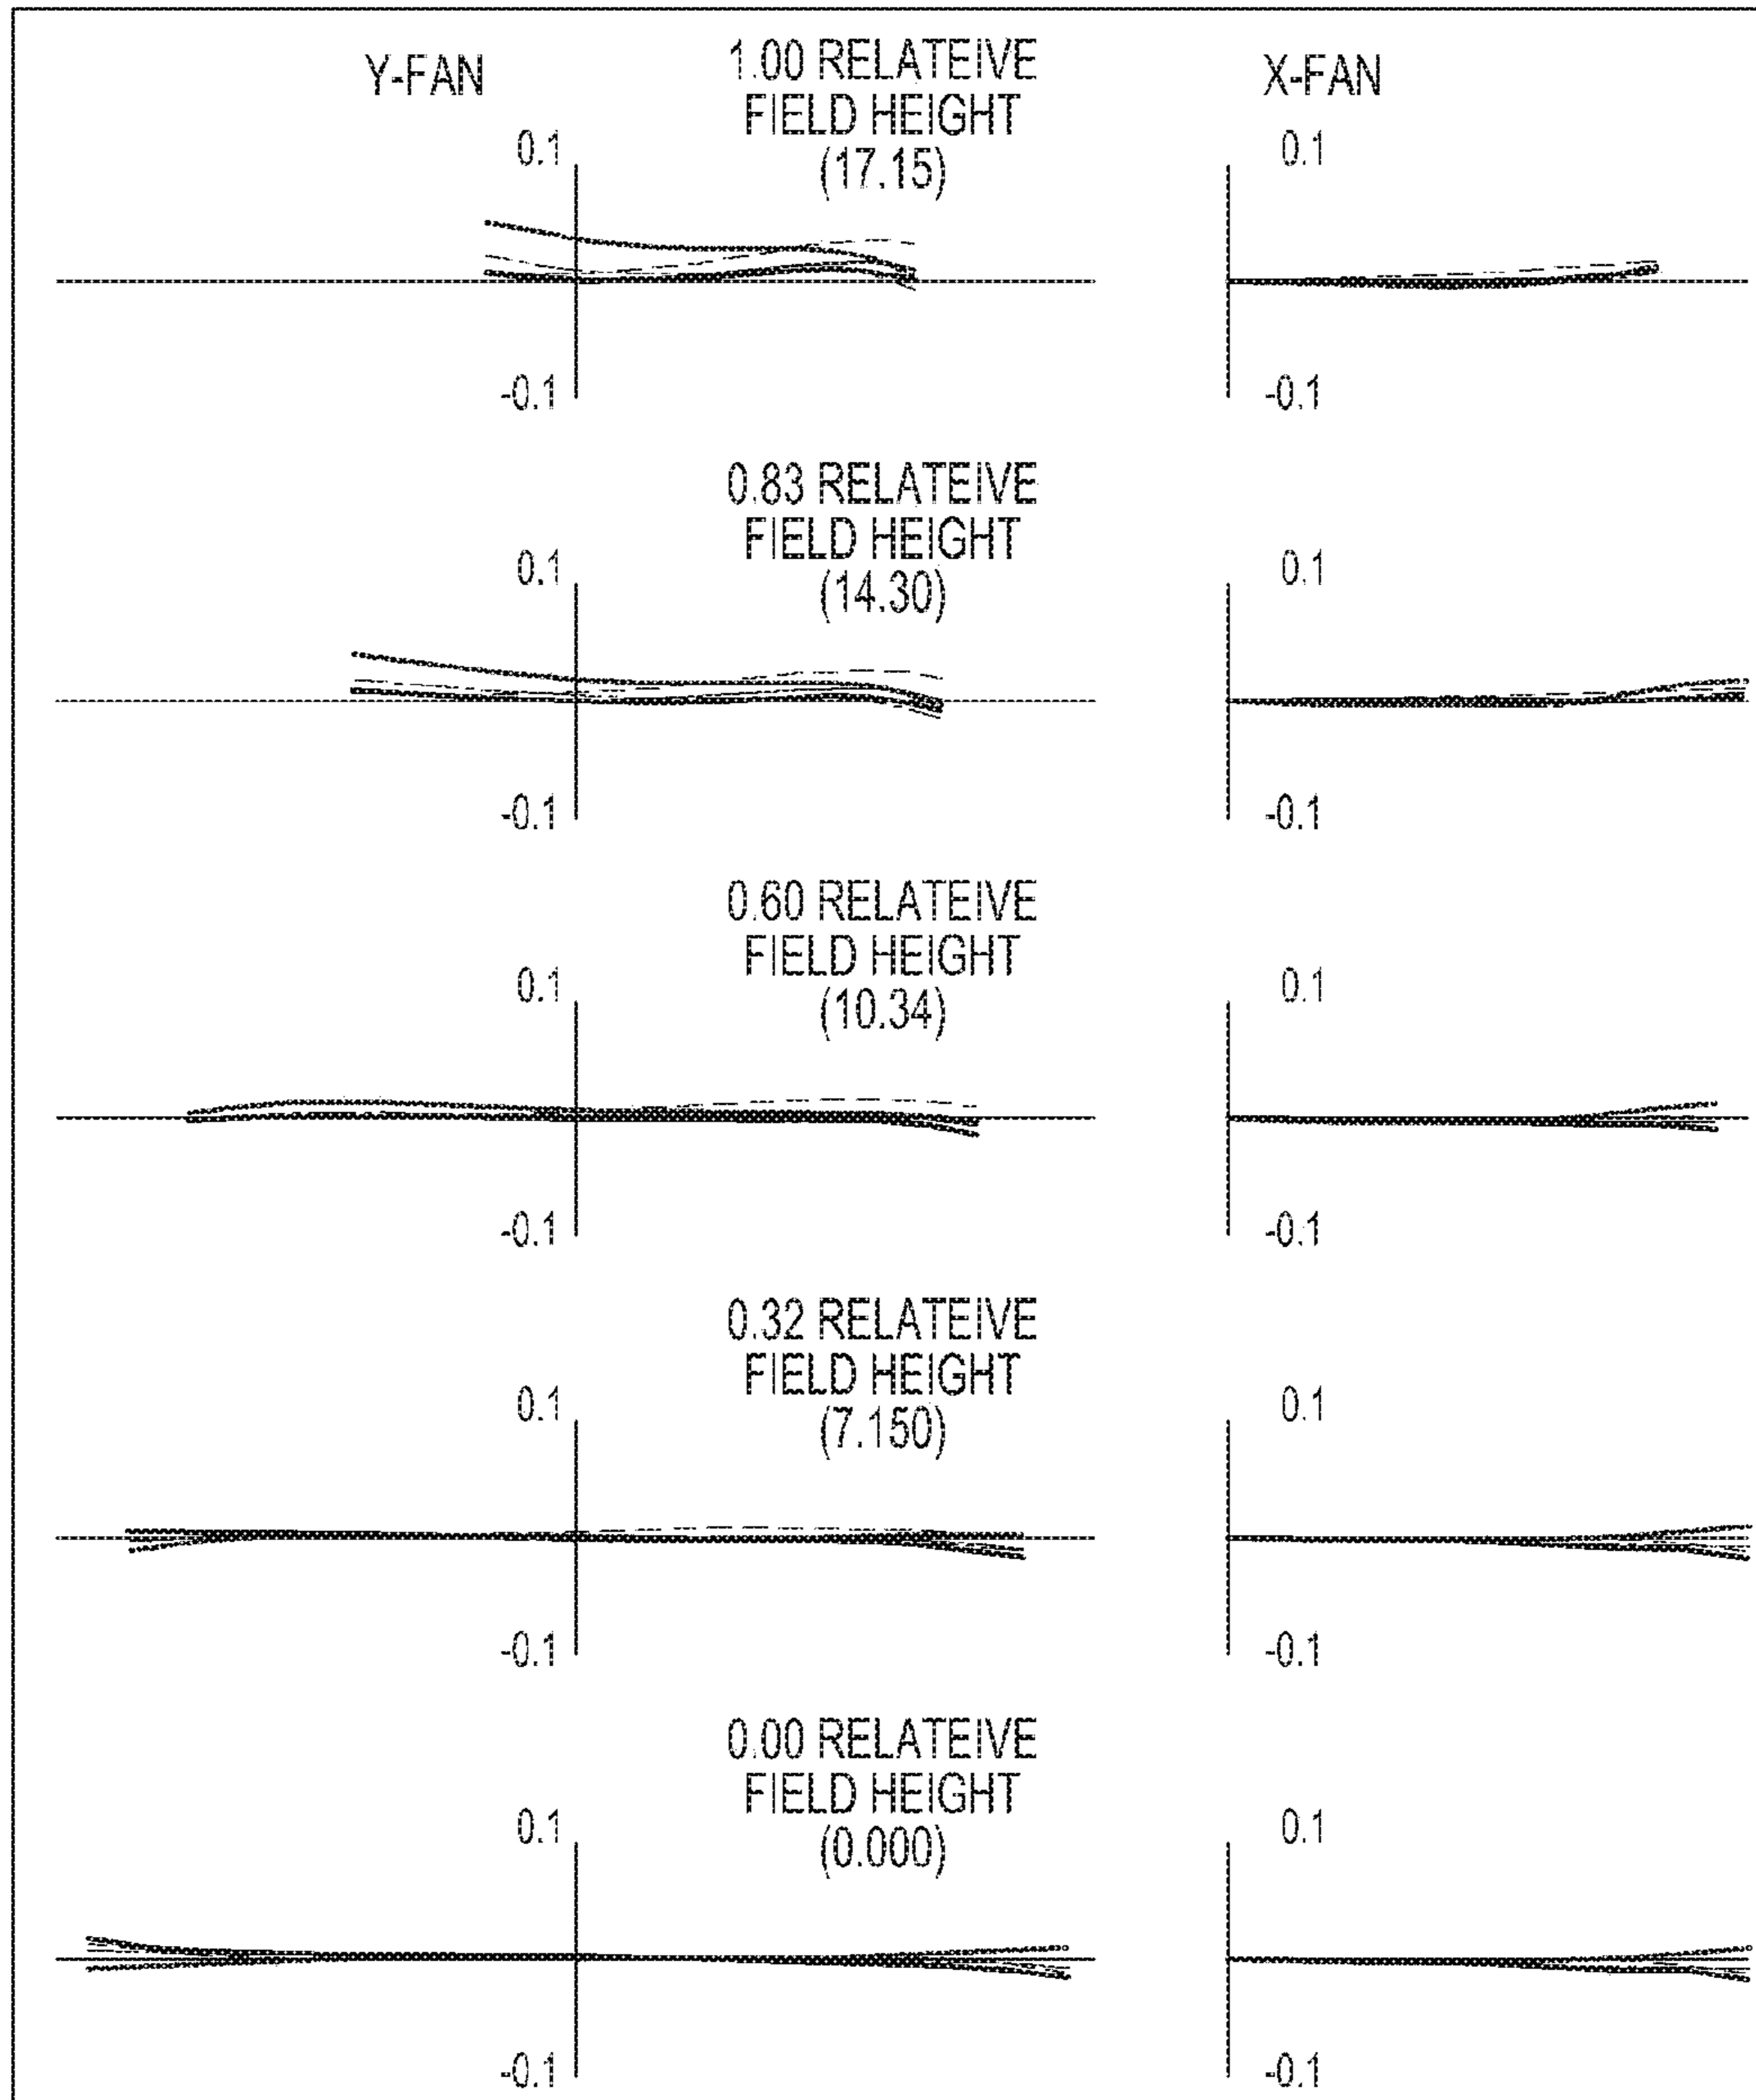 Y-FAN
1.00 RELATEIVE
FIELD HEIGHT
(17.15)
X-FAN
0.1
0.1
-0.1
-0.1
0.83 RELATEIVE
FIELD HEIGHT
(14.30)
0.1
0.1
-0.1
-0.1
0.60 RELATEIVE
FIELD HEIGHT
(10.34)
0.1
0.1
-0.1
-0.1
0.32 RELATEIVE
FIELD HEIGHT
(7.150)
0.1
0.1
-0.1
-0.1
0.00 RELATEIVE
FIELD HEIGHT
(0.000)
0.1
0.1
-0.1
-0.1